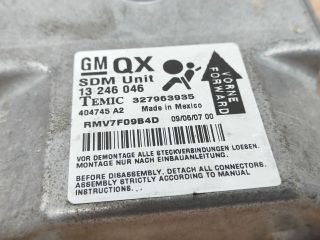 GM QX
SDM Unit
13 246 046
TEMIC 327963935
404745 A2 Made in Mexico
VORNE
FORWARD
RMV7F09B4D 09/06/07 00
VOR DEMONTAGE ALLE STECKVERBINDUNGEN LOESEN.
MONTAGE NUR NACH EINBAUANLEITUNG.
BEFORE DISASSEMBLY, DETACH ALL CONNECTORS.
ASSEMBLY STRICTLY ACCORDING TO